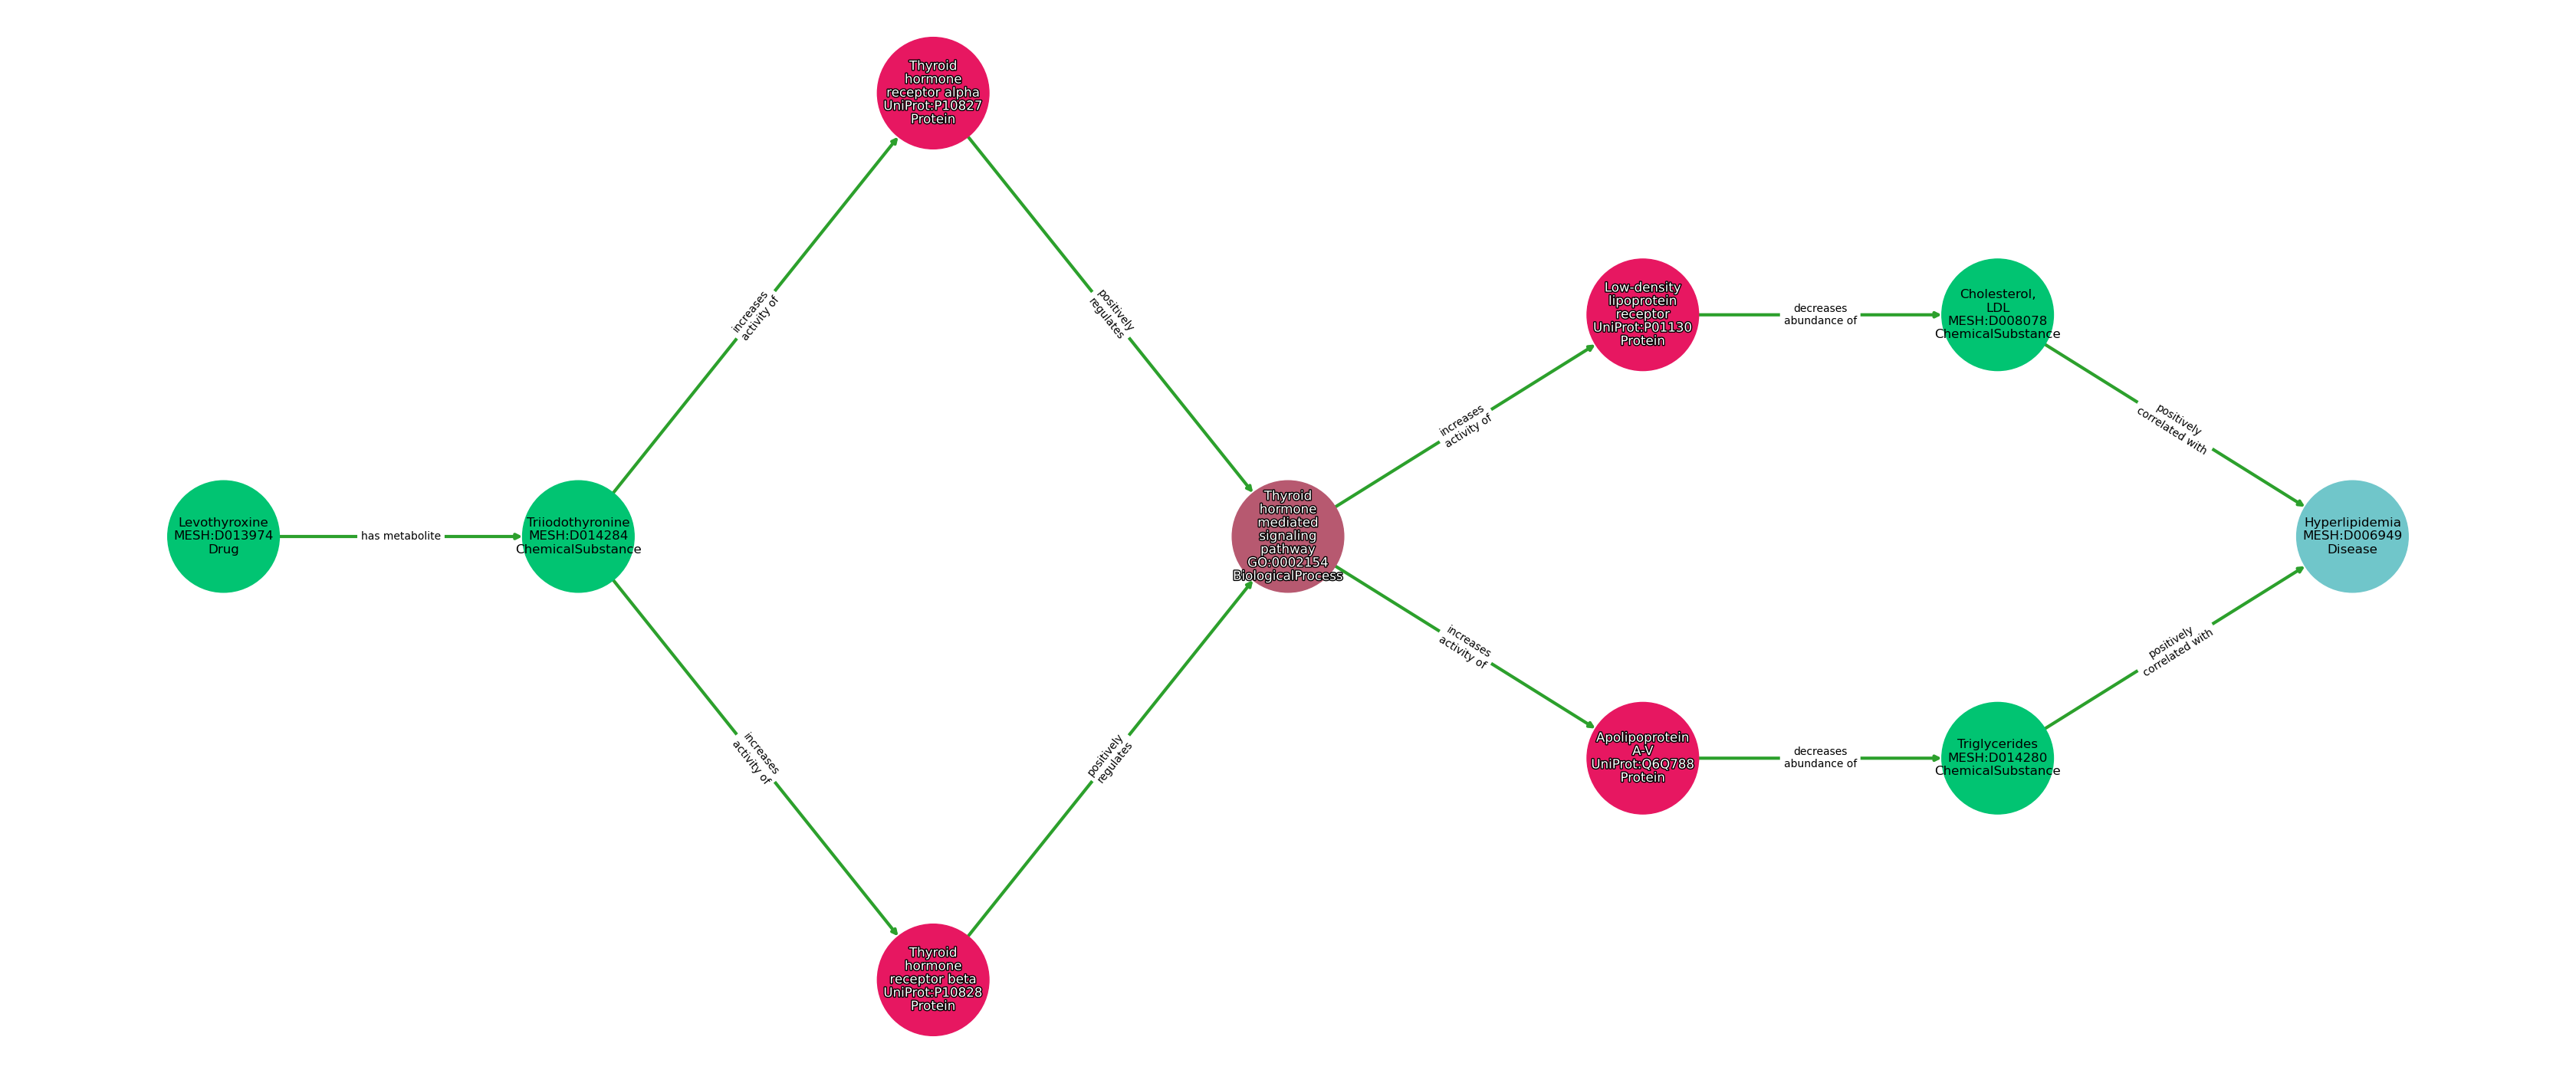 Thyroid
hormone
receptor alpha
UniProt:P10827
Protein
increases
activity of
positively
regulates
Low-density
lipoprotein
receptor
UniProt:P01130
Protein
decreases
abundance of
Cholesterol,
LDL
MESH:D008078
ChemicalSubstance
increases
activity of
positively
correlated with
Levothyroxine
MESH:D013974
Drug
has metabolite
Triiodothyronine
MESH:D014284
ChemicalSubstance
Thyroid
hormone
mediated
signaling
pathway
GO:0002154
BiologicalProcess
Hyperlipidemia
MESH:D006949
Disease
increases
activity of
positively
correlated with
increases
activity of
positively
regulates
Apolipoprotein
A-V
UniProt:Q6Q788
Protein
decreases
abundance of
Triglycerides
MESH:D014280
ChemicalSubstance
Thyroid
hormone
receptor beta
UniProt:P10828
Protein